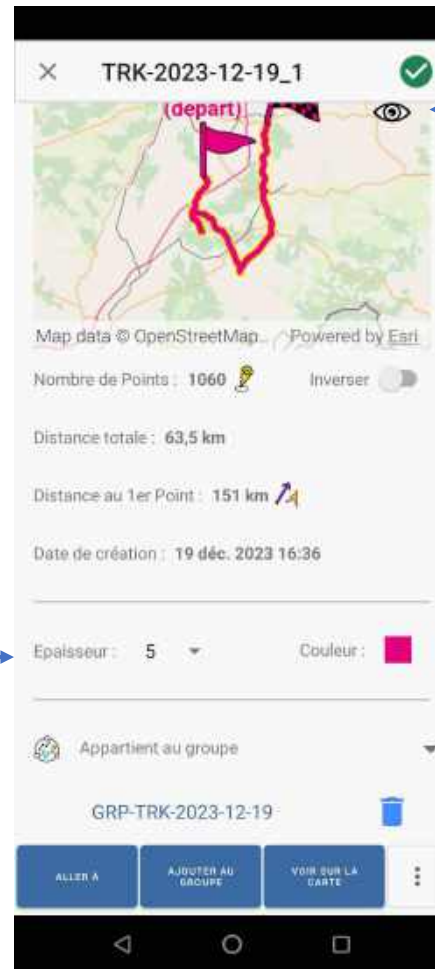 TRK-2023-12-19_1
(départ)
Map data © OpenStreetMap.. Powered by Esri
Nombre de Points : 1060 Inverser
Distance totale : 63,5 km
Distance au 1er Point : 151 km
Date de création : 19 déc. 2023 16:36
Epaisseur : 5 Couleur :
Appartient au groupe
GRP-TRK-2023-12-19
ALLER A
AJOUTER AU GROUPE
VOIR SUR LA CARTE